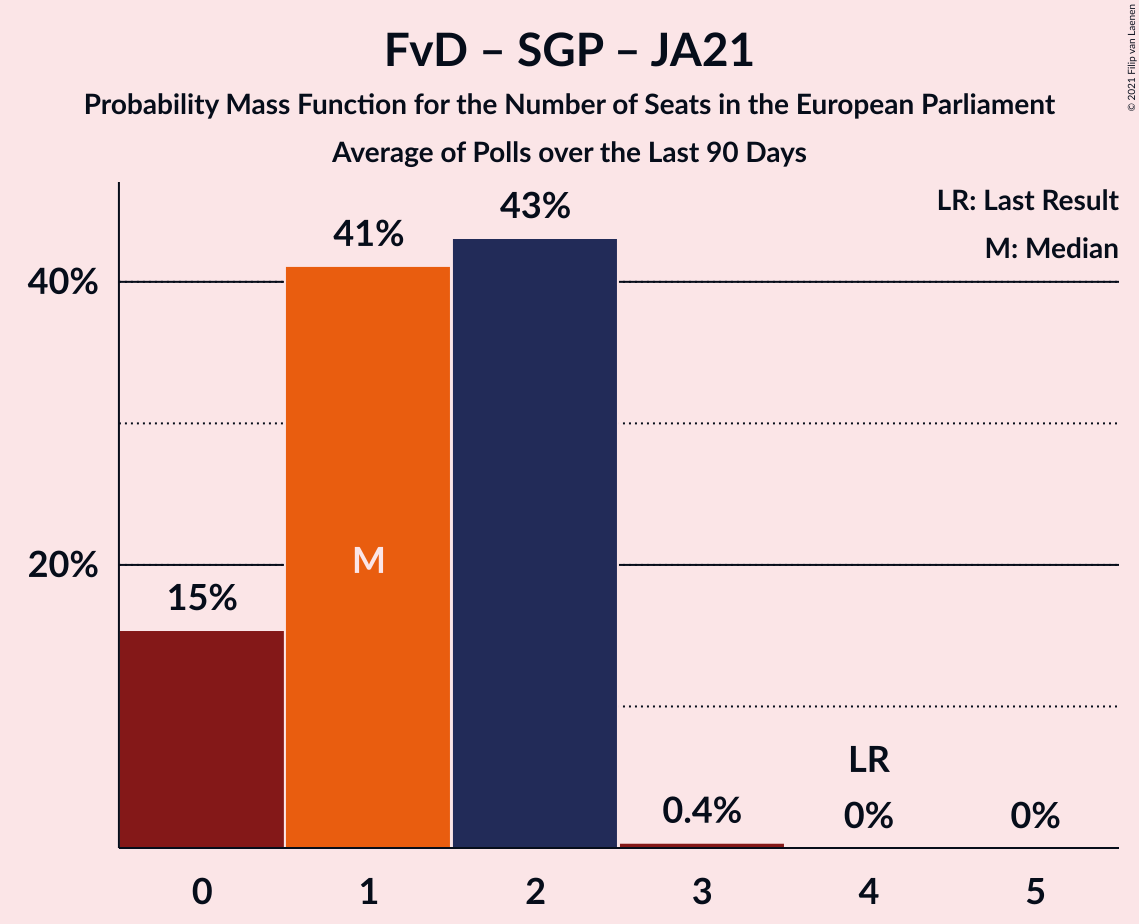 FvD – SGP – JA21
Probability Mass Function for the Number of Seats in the European Parliament
Average of Polls over the Last 90 Days
© 2021 Filip van Laenen
LR: Last Result
M: Median
43%
41%
40%
M
20%
15%
LR
0.4%
0%
0%
0 1 2 3 4 5